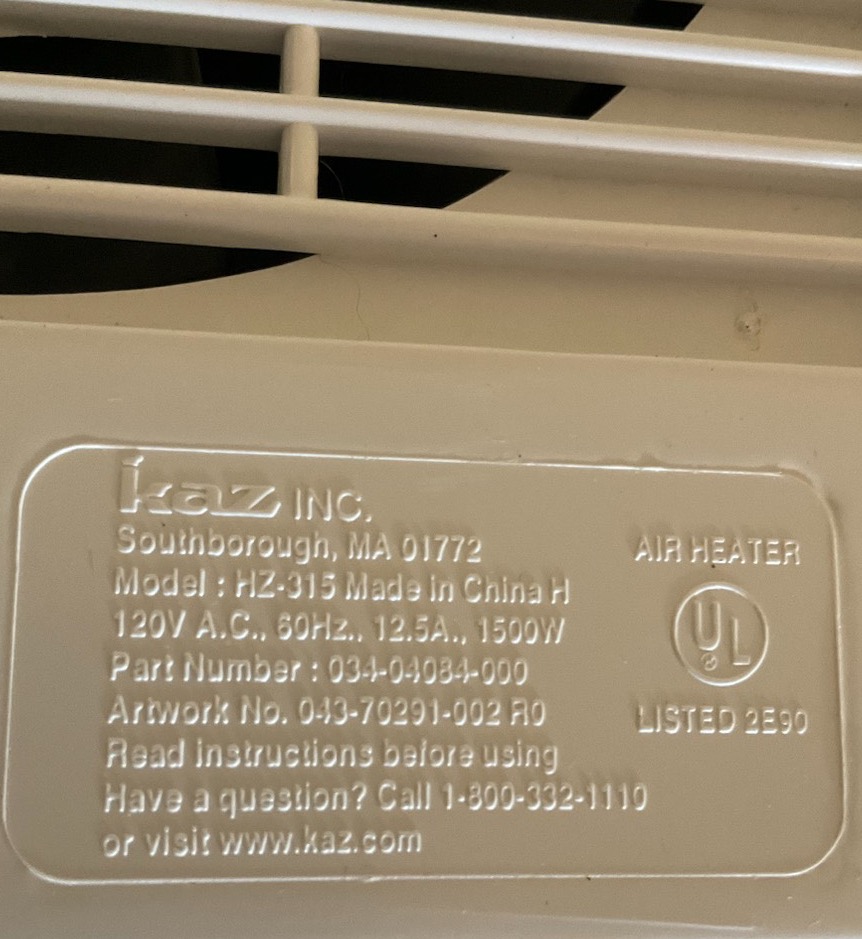 kaz INC.
Southborough, MA 01772
Model : HZ-315 Made in China H
120V A.C., 60Hz., 12.5A., 1500W
Part Number : 034-04084-000
Artwork No. 043-70291-002 R0
Read instructions before using
Have a question? Call 1-800-332-1110
or visit www.kaz.com
AIR HEATER
UL
LISTED 2E90